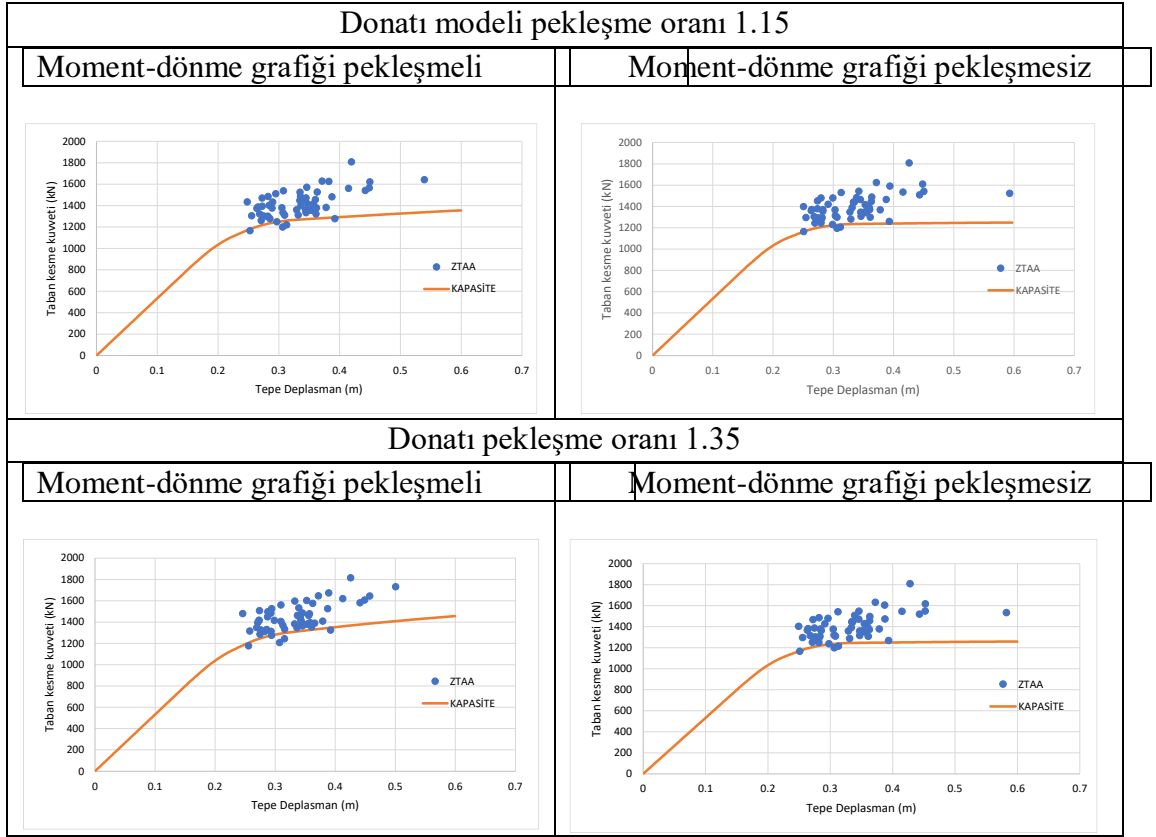 Donatı modeli pekleşme oranı 1.15
Moment-dönme grafiği pekleşmeli
Moment-dönme grafiği pekleşmesiz
2000
1800
1600
1400
1200
1000
800
600
400
200
0
Taban kesme kuvveti (kN)
ZTAA
KAPASİTE
0 0.1 0.2 0.3 0.4 0.5 0.6 0.7
Tepe Deplasman (m)
2000
1800
1600
1400
1200
1000
800
600
400
200
0
Taban kesme kuvveti (kN)
ZTAA
KAPASİTE
0 0.1 0.2 0.3 0.4 0.5 0.6 0.7
Tepe Deplasman (m)
Donatı pekleşme oranı 1.35
Moment-dönme grafiği pekleşmeli
Moment-dönme grafiği pekleşmesiz
2000
1800
1600
1400
1200
1000
800
600
400
200
0
Taban kesme kuvveti (kN)
ZTAA
KAPASİTE
0 0.1 0.2 0.3 0.4 0.5 0.6 0.7
Tepe Deplasman (m)
2000
1800
1600
1400
1200
1000
800
600
400
200
0
Taban kesme kuvveti (kN)
ZTAA
KAPASİTE
0 0.1 0.2 0.3 0.4 0.5 0.6 0.7
Tepe Deplasman (m)